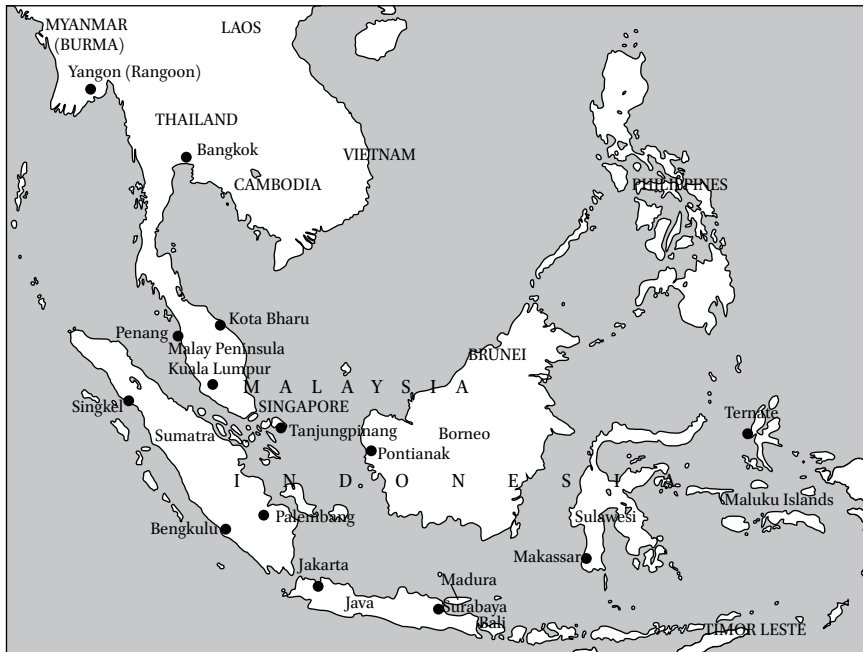 MYANMAR
(BURMA)
LAOS
Yangon (Rangoon)
THAILAND
Bangkok
VIETNAM
CAMBODIA
PHILIPPINES
Kota Bharu
Penang
Malay Peninsula
BRUNEI
Kuala Lumpur
MALAYSIA
Singkel
SINGAPORE
Ternate
Tanjungpinang
Sumatra
Borneo
Pontianak
INDONESIA
Maluku Islands
Palembang
Sulawesi
Bengkulu
Makassar
Jakarta
Madura
Java
Surabaya
Bali
TIMOR LESTE